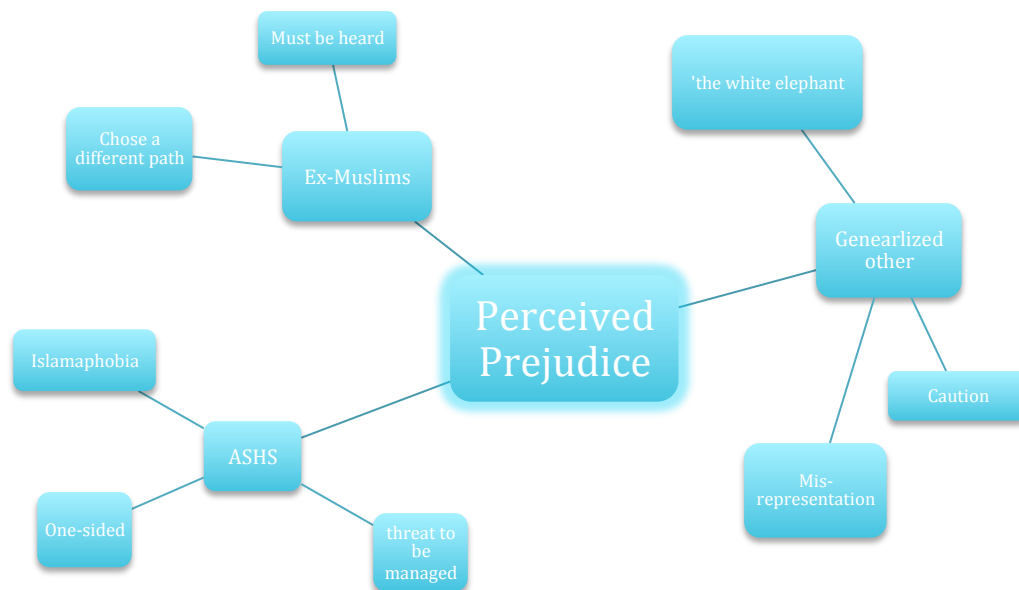 Must be heard
'the white elephant
Chose a
different path
Ex-Muslims
Genearlized
other
Perceived
Prejudice
Islamaphobia
Caution
ASHS
Mis-
representation
One-sided
threat to
be
managed